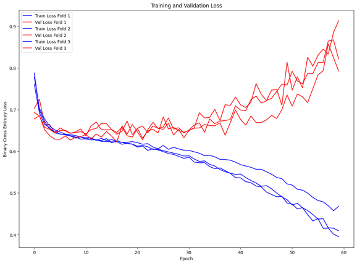 Training and Validation Loss
Train Loss Fold 1
Val Loss Fold 1
Train Loss Fold 2
Val Loss Fold 2
Train Loss Fold 3
Val Loss Fold 3
Binary Cross Entropy Loss
0.9
0.8
0.7
0.6
0.5
0.4
0 10 20 30 40 50 60
Epoch